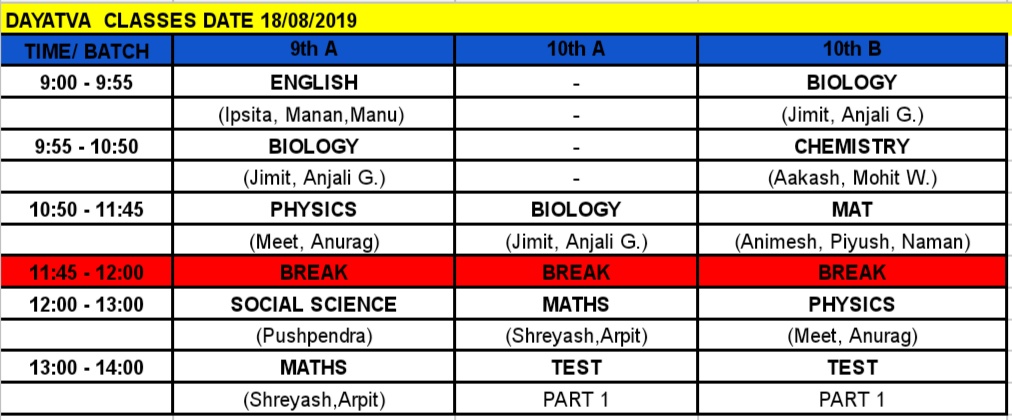 DAYATVA CLASSES DATE 18/08/2019
TIME/ BATCH 9th A 10th A 10th B
9:00 - 9:55 ENGLISH - BIOLOGY
(Ipsita, Manan,Manu) - (Jimit, Anjali G.)
9:55 - 10:50 BIOLOGY - CHEMISTRY
(Jimit, Anjali G.) - (Aakash, Mohit W.)
10:50 - 11:45 PHYSICS BIOLOGY MAT
(Meet, Anurag) (Jimit, Anjali G.) (Animesh, Piyush, Naman)
11:45 - 12:00 BREAK BREAK BREAK
12:00 - 13:00 SOCIAL SCIENCE MATHS PHYSICS
(Pushpendra) (Shreyash,Arpit) (Meet, Anurag)
13:00 - 14:00 MATHS TEST TEST
(Shreyash,Arpit) PART 1 PART 1